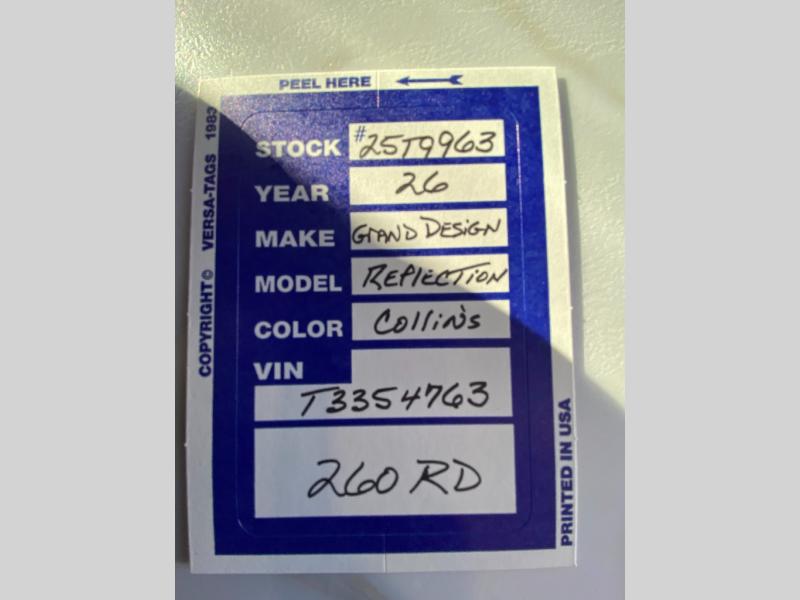 PEEL HERE
COPYRIGHT © VERSA-TAGS 1983
STOCK #25T9963
YEAR 26
MAKE GRAND DESIGN
MODEL REFLECTION
COLOR Collin's
VIN
T3354763
260 RD
PRINTED IN USA